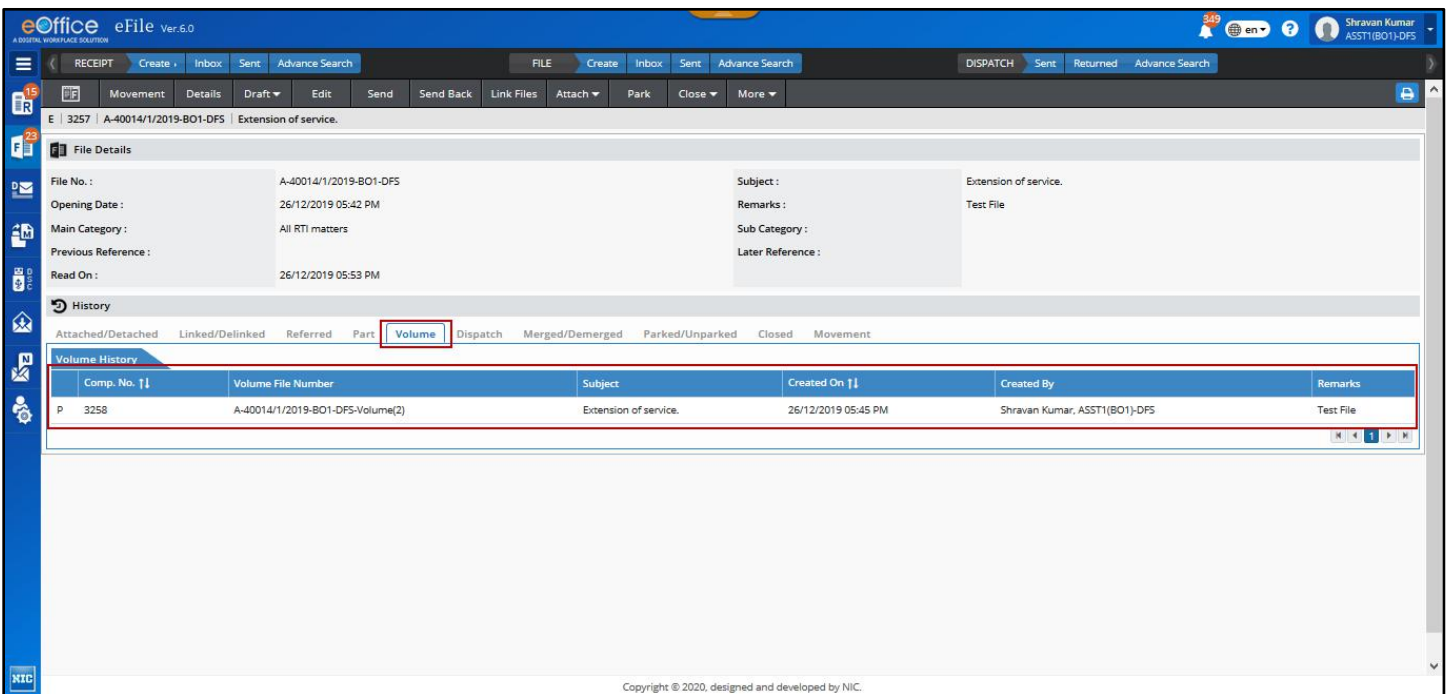 eOffice eFile Ver.6.0
A DIGITAL WORKPLACE SOLUTION
349 en ? Shravan Kumar
ASST1(BO1)-DFS
RECEIPT Create Inbox Sent Advance Search FILE Create Inbox Sent Advance Search DISPATCH Sent Returned Advance Search
15 R
Movement Details Draft Edit Send Send Back Link Files Attach Park Close More
E | 3257 | A-40014/1/2019-BO1-DFS | Extension of service.
23 F
File Details
File No. : A-40014/1/2019-BO1-DFS Subject : Extension of service.
Opening Date : 26/12/2019 05:42 PM Remarks : Test File
Main Category : All RTI matters Sub Category :
Previous Reference : Later Reference :
Read On : 26/12/2019 05:53 PM
D
M
DSC
N
History
Attached/Detached Linked/Delinked Referred Part Volume Dispatch Merged/Demerged Parked/Unparked Closed Movement
Volume History
Comp. No. Volume File Number Subject Created On Created By Remarks
P 3258 A-40014/1/2019-BO1-DFS-Volume(2) Extension of service. 26/12/2019 05:45 PM Shravan Kumar, ASST1(BO1)-DFS Test File
1
NIC
Copyright © 2020, designed and developed by NIC.